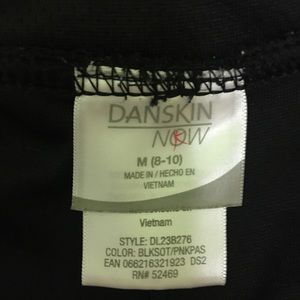 DANSKIN
NOW
M (8-10)
MADE IN / HECHO EN
VIETNAM
Vietnam
STYLE: DL23B276
COLOR: BLKSOT/PNKPAS
EAN 066216321923 DS2
RN# 52469